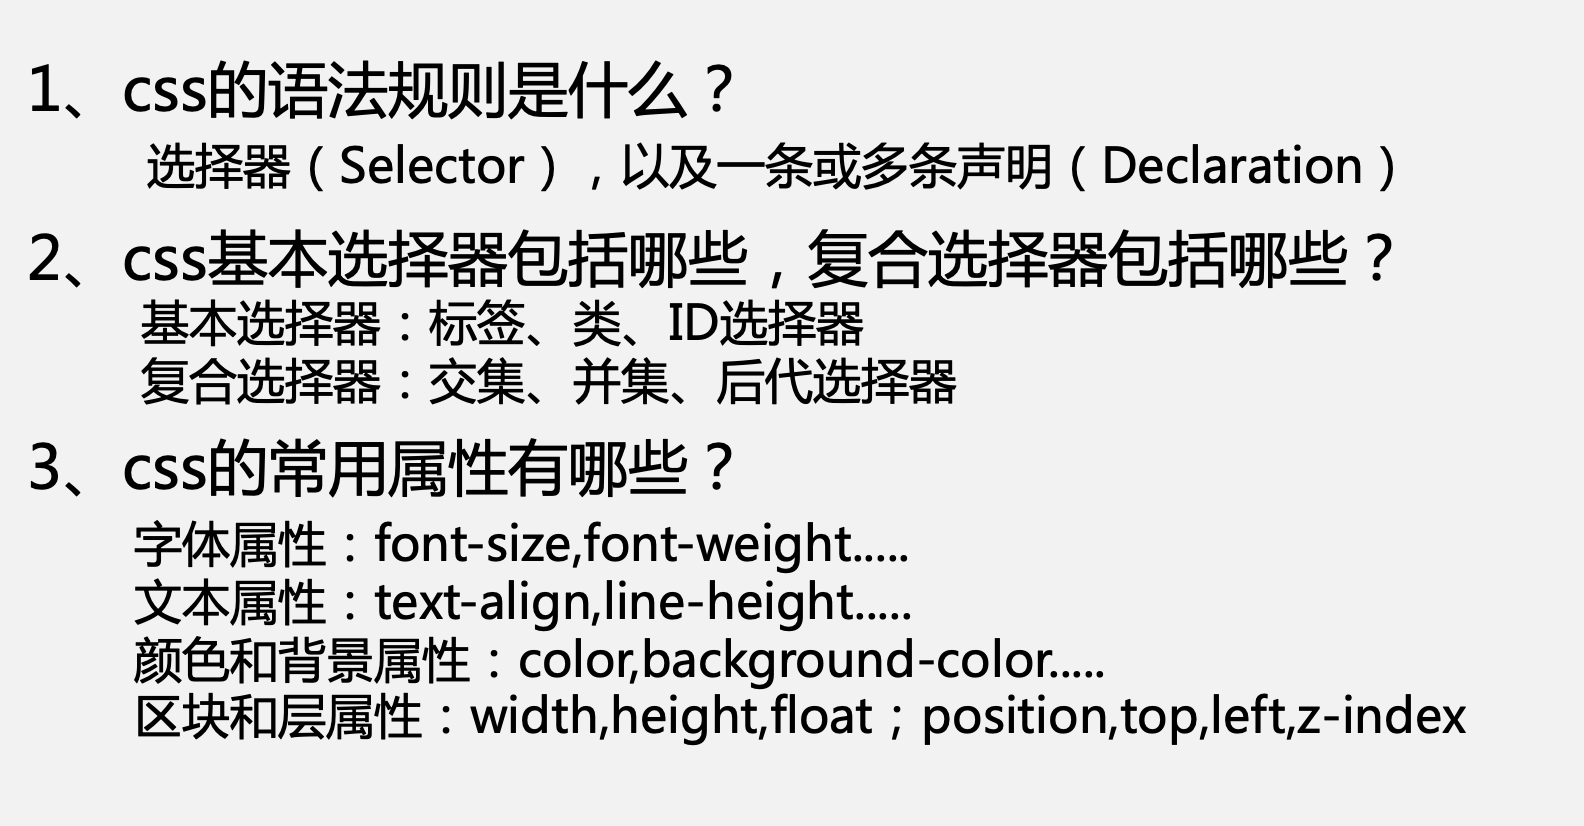 1、css的语法规则是什么？
选择器（Selector），以及一条或多条声明（Declaration）
2、css基本选择器包括哪些，复合选择器包括哪些？
基本选择器：标签、类、ID选择器
复合选择器：交集、并集、后代选择器
3、css的常用属性有哪些？
字体属性：font-size,font-weight.....
文本属性：text-align,line-height.....
颜色和背景属性：color,background-color.....
区块和层属性：width,height,float；position,top,left,z-index